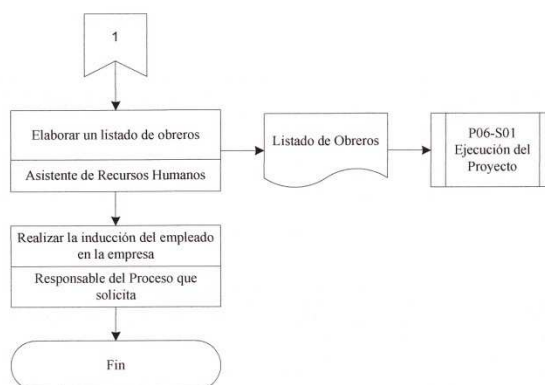 1
Elaborar un listado de obreros
Asistente de Recursos Humanos
Listado de Obreros
P06-S01
Ejecución del
Proyecto
Realizar la inducción del empleado
en la empresa
Responsable del Proceso que
solicita
Fin